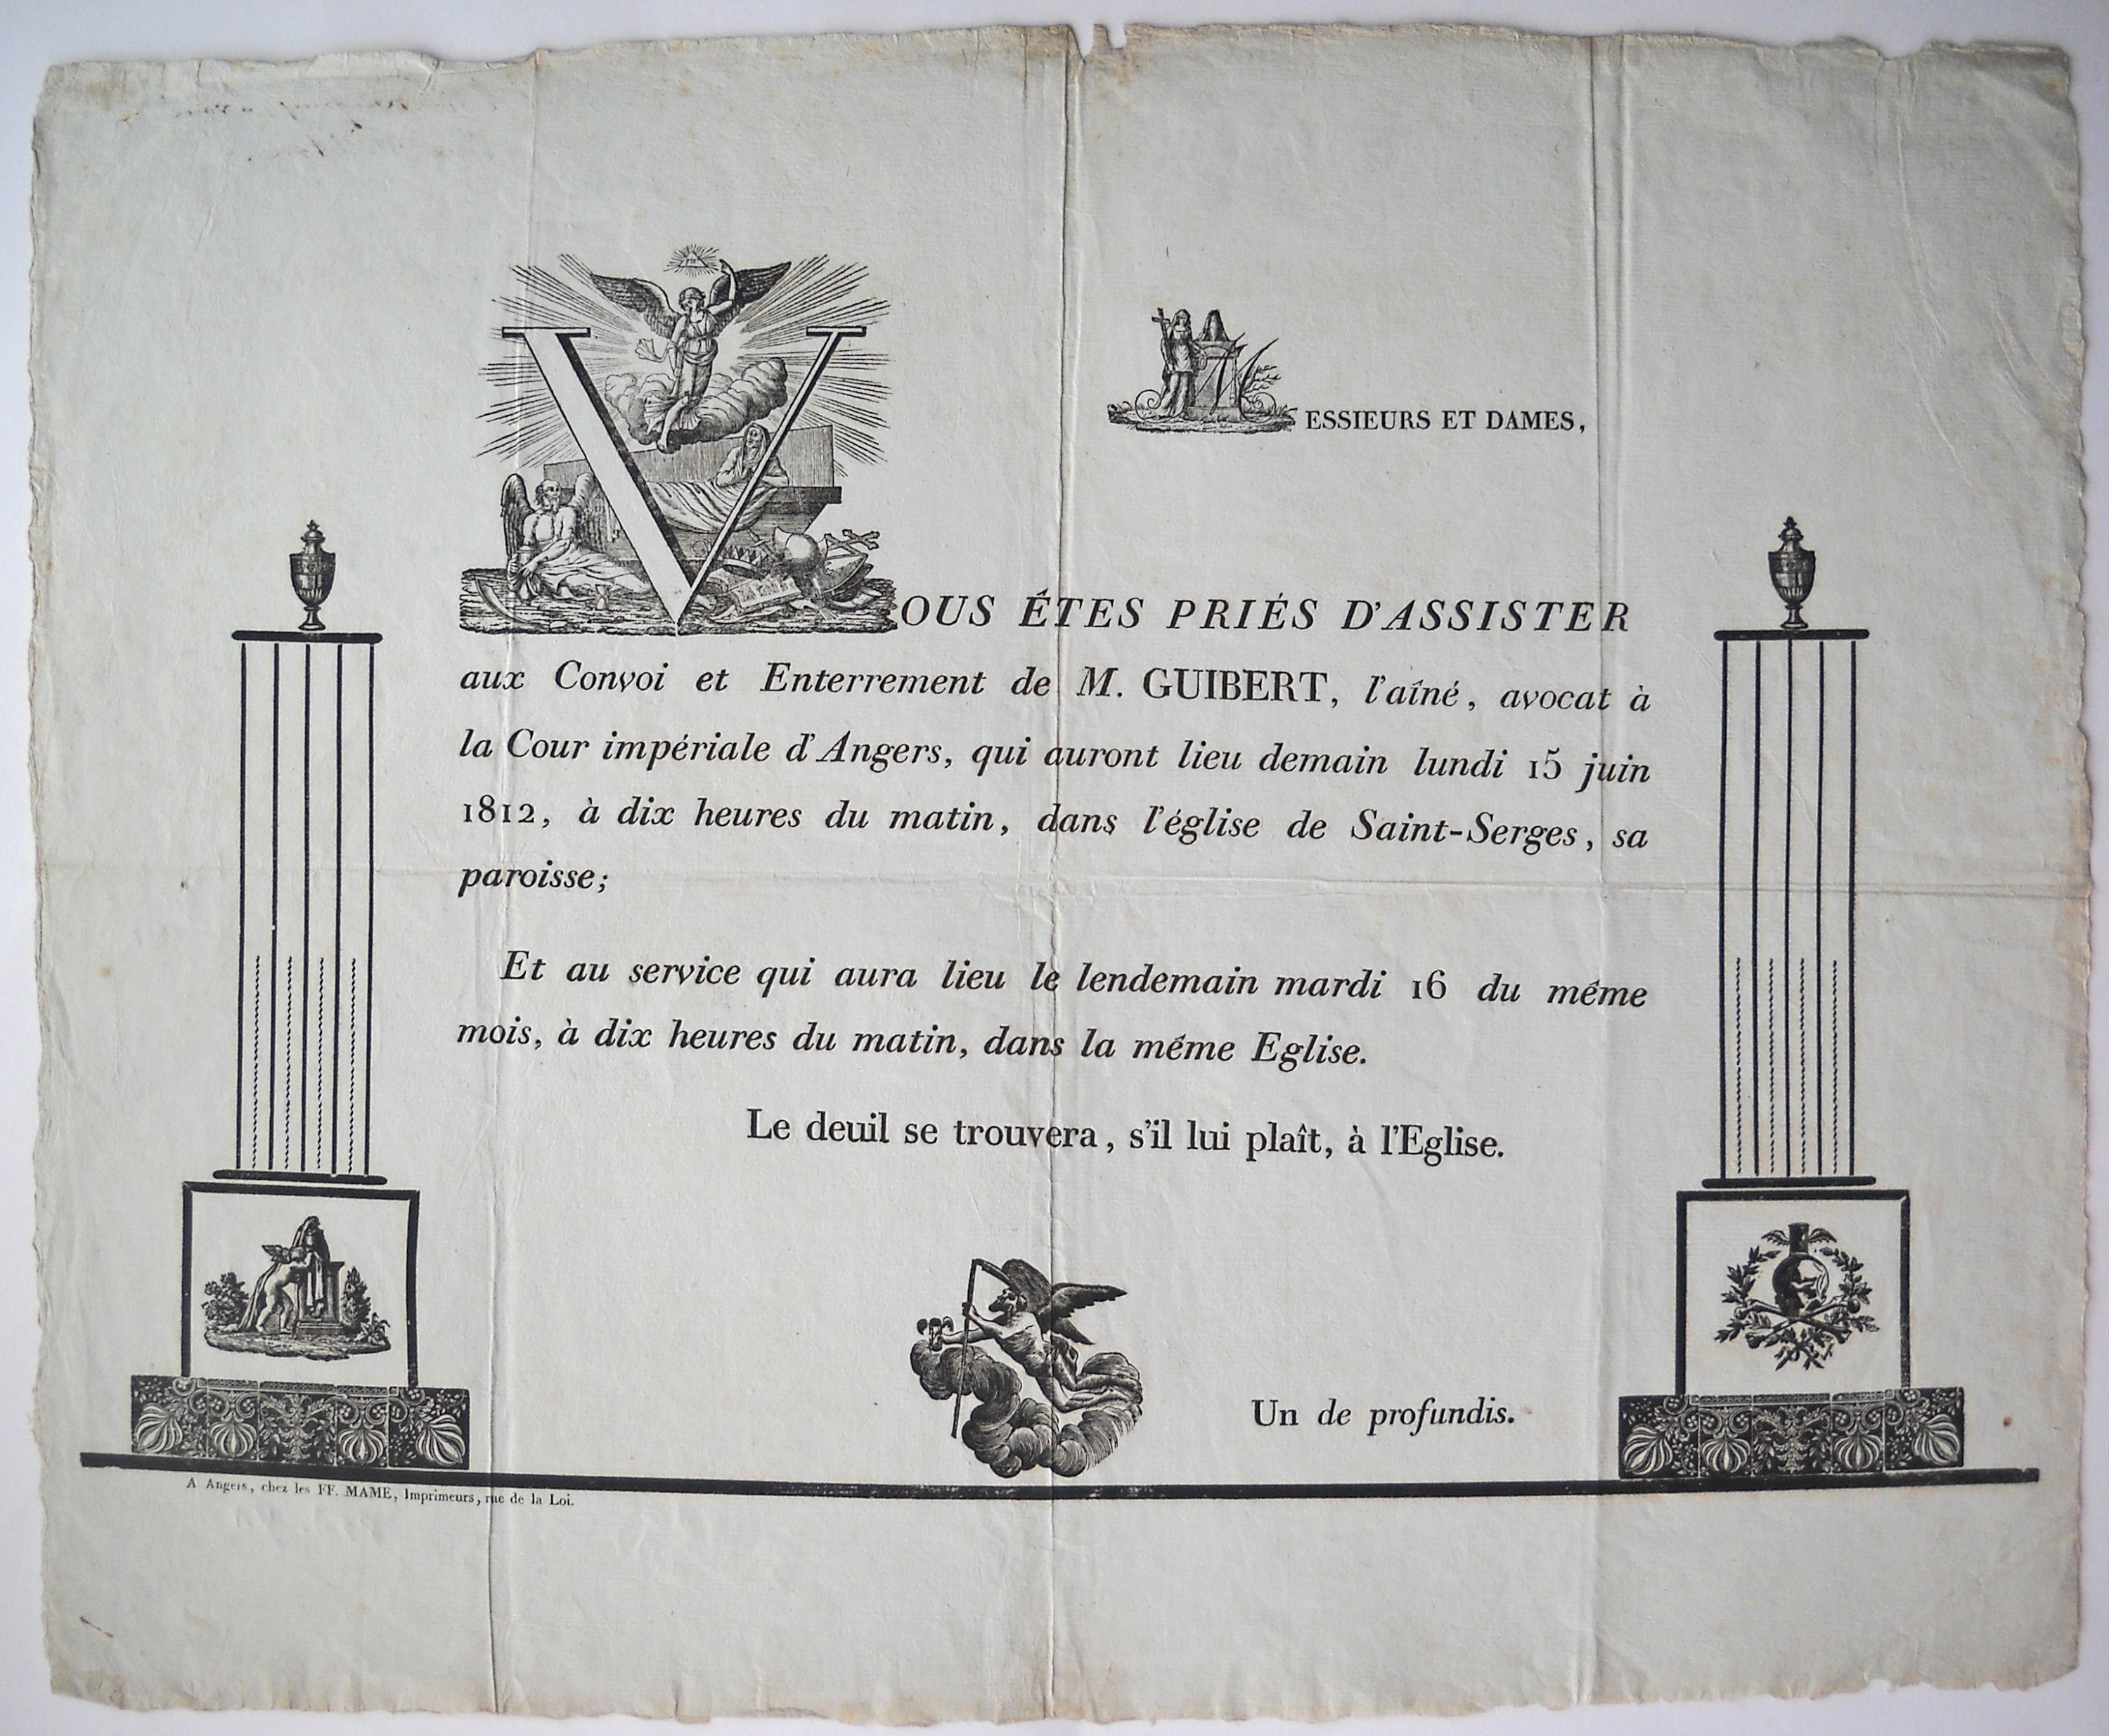 MESSIEURS ET DAMES,
VOUS ÊTES PRIÉS D'ASSISTER
aux Convoi et Enterrement de M. GUIBERT, l'aîné, avocat à
la Cour impériale d'Angers, qui auront lieu demain lundi 15 juin
1812, à dix heures du matin, dans l'église de Saint-Serges, sa
paroisse;
Et au service qui aura lieu le lendemain mardi 16 du même
mois, à dix heures du matin, dans la même Eglise.
Le deuil se trouvera, s'il lui plaît, à l'Eglise.
Un de profundis.
A Angers, chez les FF. MAME, Imprimeurs, rue de la Loi.